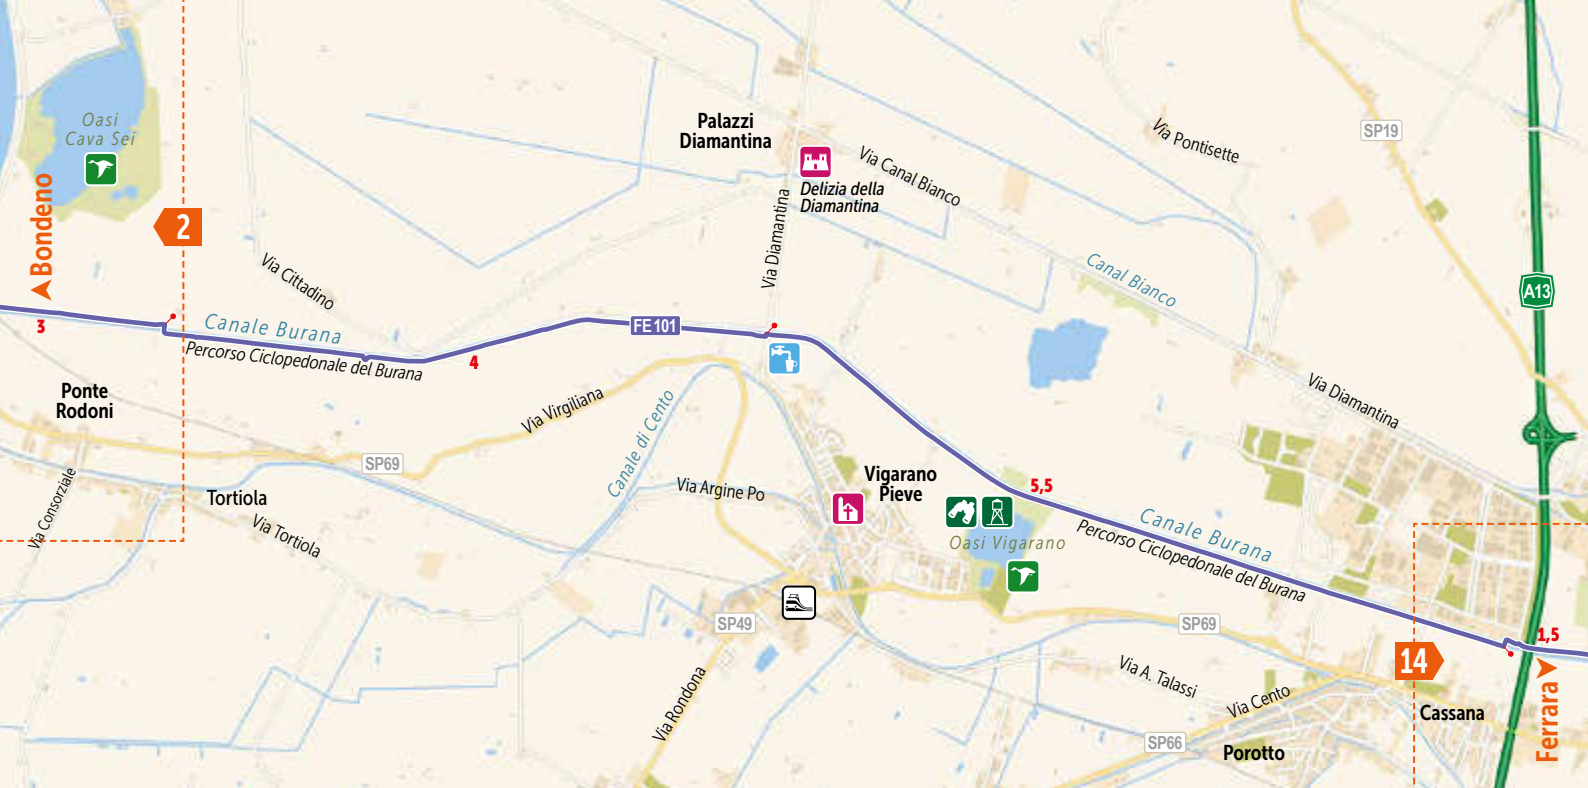 Oasi
Cava Sei
Bondeno
2
3
Palazzi
Diamantina
Via Canal Bianco
Delizia della
Diamantina
Via Diamantina
Via Pontisette
SP19
Canal Bianco
A13
Via Cittadino
Canale Burana
Percorso Ciclopedonale del Burana
FE 101
4
Ponte
Rodoni
Via Virgiliana
SP69
Canale di Cento
Via Diamantina
Via Consorziale
Tortiola
Via Tortiola
Via Argine Po
Vigarano
Pieve
5,5
Canale Burana
Percorso Ciclopedonale del Burana
Oasi Vigarano
SP49
SP69
1,5
14
Via Rondona
Via A. Talassi
Via Cento
Cassana
Ferrara
SP66
Porotto